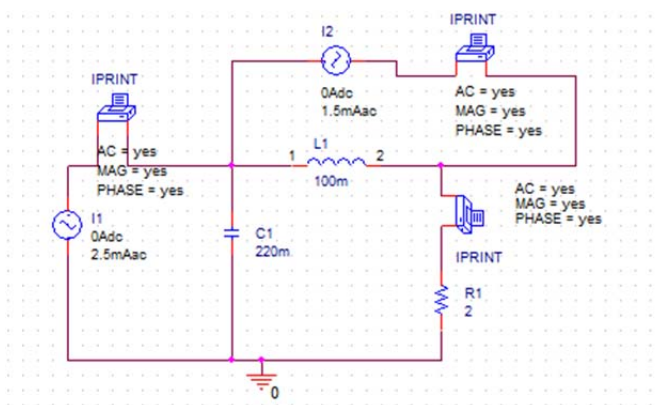 IPRINT
I2
IPRINT
0Adc
1.5mAac
AC = yes
MAG = yes
PHASE = yes
AC = yes
MAG = yes
PHASE = yes
1
L1
2
100m
AC = yes
MAG = yes
PHASE = yes
I1
0Adc
2.5mAac
C1
220m
IPRINT
R1
2
0